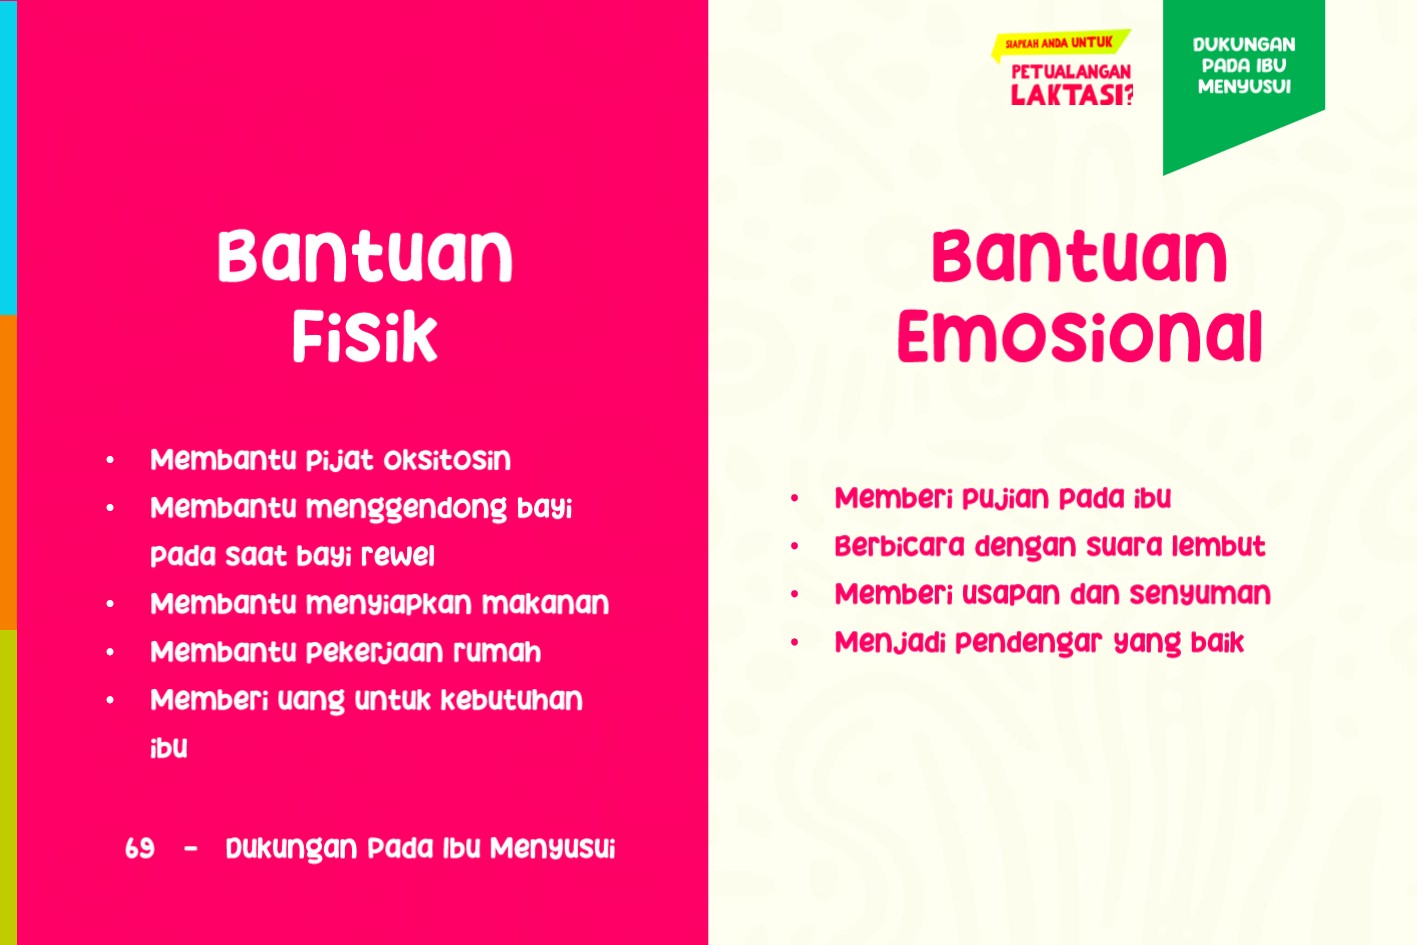 SIAPKAH ANDA UNTUK
PETUALANGAN
LAKTASI?
DUKUNGAN
PADA IBU
MENYUSUI
Bantuan
Fisik
• Membantu pijat oksitosin
• Membantu menggendong bayi
pada saat bayi rewel
• Membantu menyiapkan makanan
• Membantu pekerjaan rumah
• Memberi uang untuk kebutuhan
ibu
69 - Dukungan Pada Ibu Menyusui
Bantuan
Emosional
• Memberi pujian pada ibu
• Berbicara dengan suara lembut
• Memberi usapan dan senyuman
• Menjadi pendengar yang baik